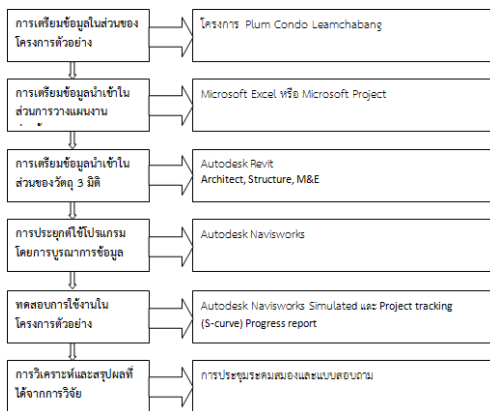 การเตรียมข้อมูลในส่วนของ
โครงการตัวอย่าง
โครงการ Plum Condo Leamchabang
การเตรียมข้อมูลนำเข้าใน
ส่วนการวางแผนงาน
Microsoft Excel หรือ Microsoft Project
การเตรียมข้อมูลนำเข้าใน
ส่วนของวัตถุ 3 มิติ
Autodesk Revit
Architect, Structure, M&E
การประยุกต์ใช้โปรแกรม
โดยการบูรณาการข้อมูล
Autodesk Navisworks
ทดสอบการใช้งานใน
โครงการตัวอย่าง
Autodesk Navisworks Simulated และ Project tracking
(S-curve) Progress report
การวิเคราะห์และสรุปผลที่
ได้จากการวิจัย
การประชุมระดมสมองและแบบสอบถาม